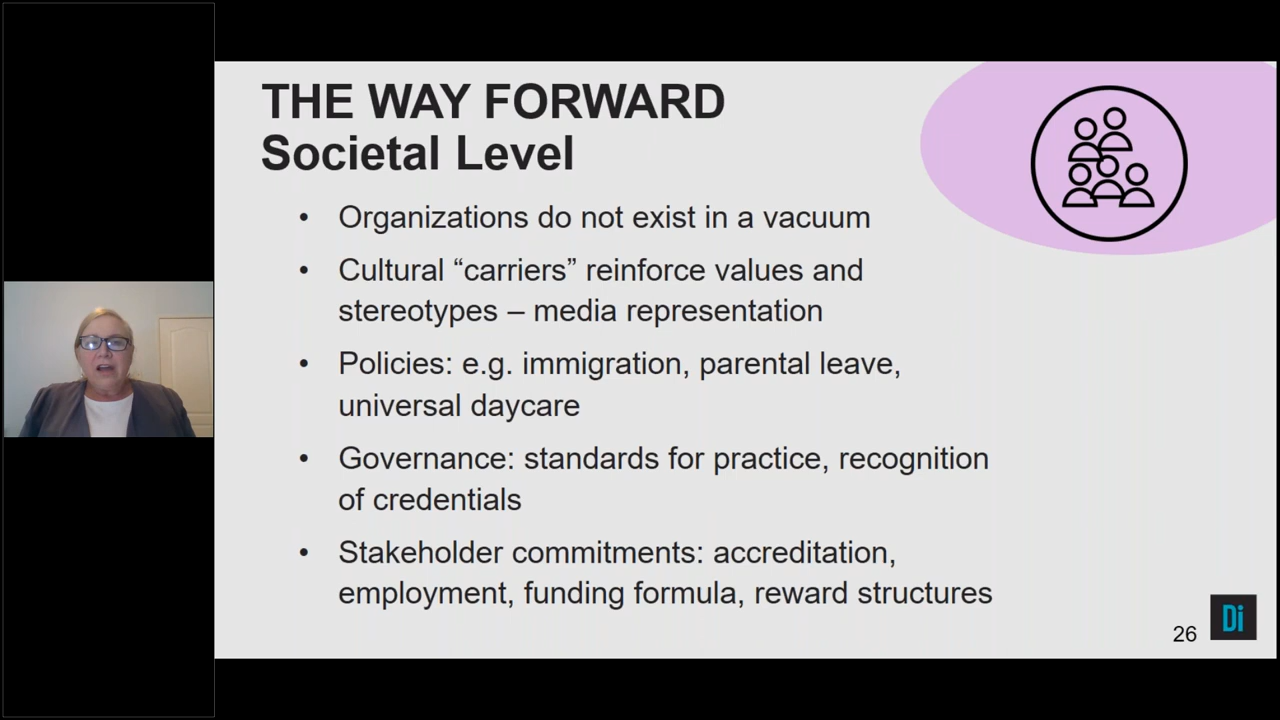 THE WAY FORWARD
Societal Level
• Organizations do not exist in a vacuum
• Cultural “carriers” reinforce values and
stereotypes – media representation
• Policies: e.g. immigration, parental leave,
universal daycare
• Governance: standards for practice, recognition
of credentials
• Stakeholder commitments: accreditation,
employment, funding formula, reward structures
26
Di